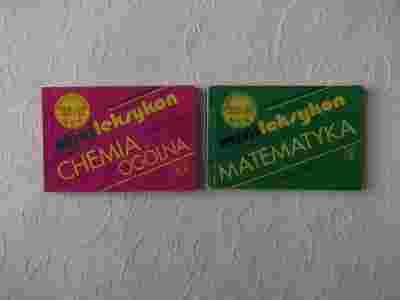 mini leksykon
CHEMIA
OGÓLNA
mini leksykon
MATEMATYKA